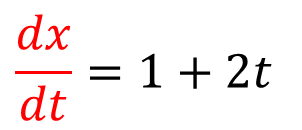 dx/dt = 1 + 2t